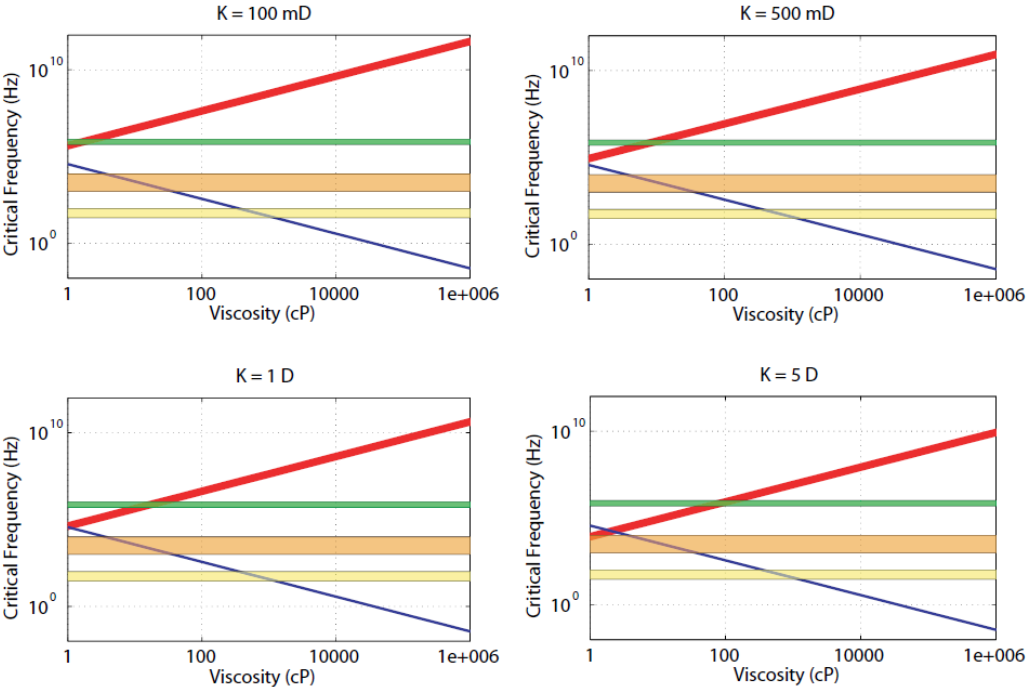 K = 100 mD
Critical Frequency (Hz)
10^10
10^0
1 100 10000 1e+006
Viscosity (cP)
K = 500 mD
Critical Frequency (Hz)
10^10
10^0
1 100 10000 1e+006
Viscosity (cP)
K = 1 D
Critical Frequency (Hz)
10^10
10^0
1 100 10000 1e+006
Viscosity (cP)
K = 5 D
Critical Frequency (Hz)
10^10
10^0
1 100 10000 1e+006
Viscosity (cP)